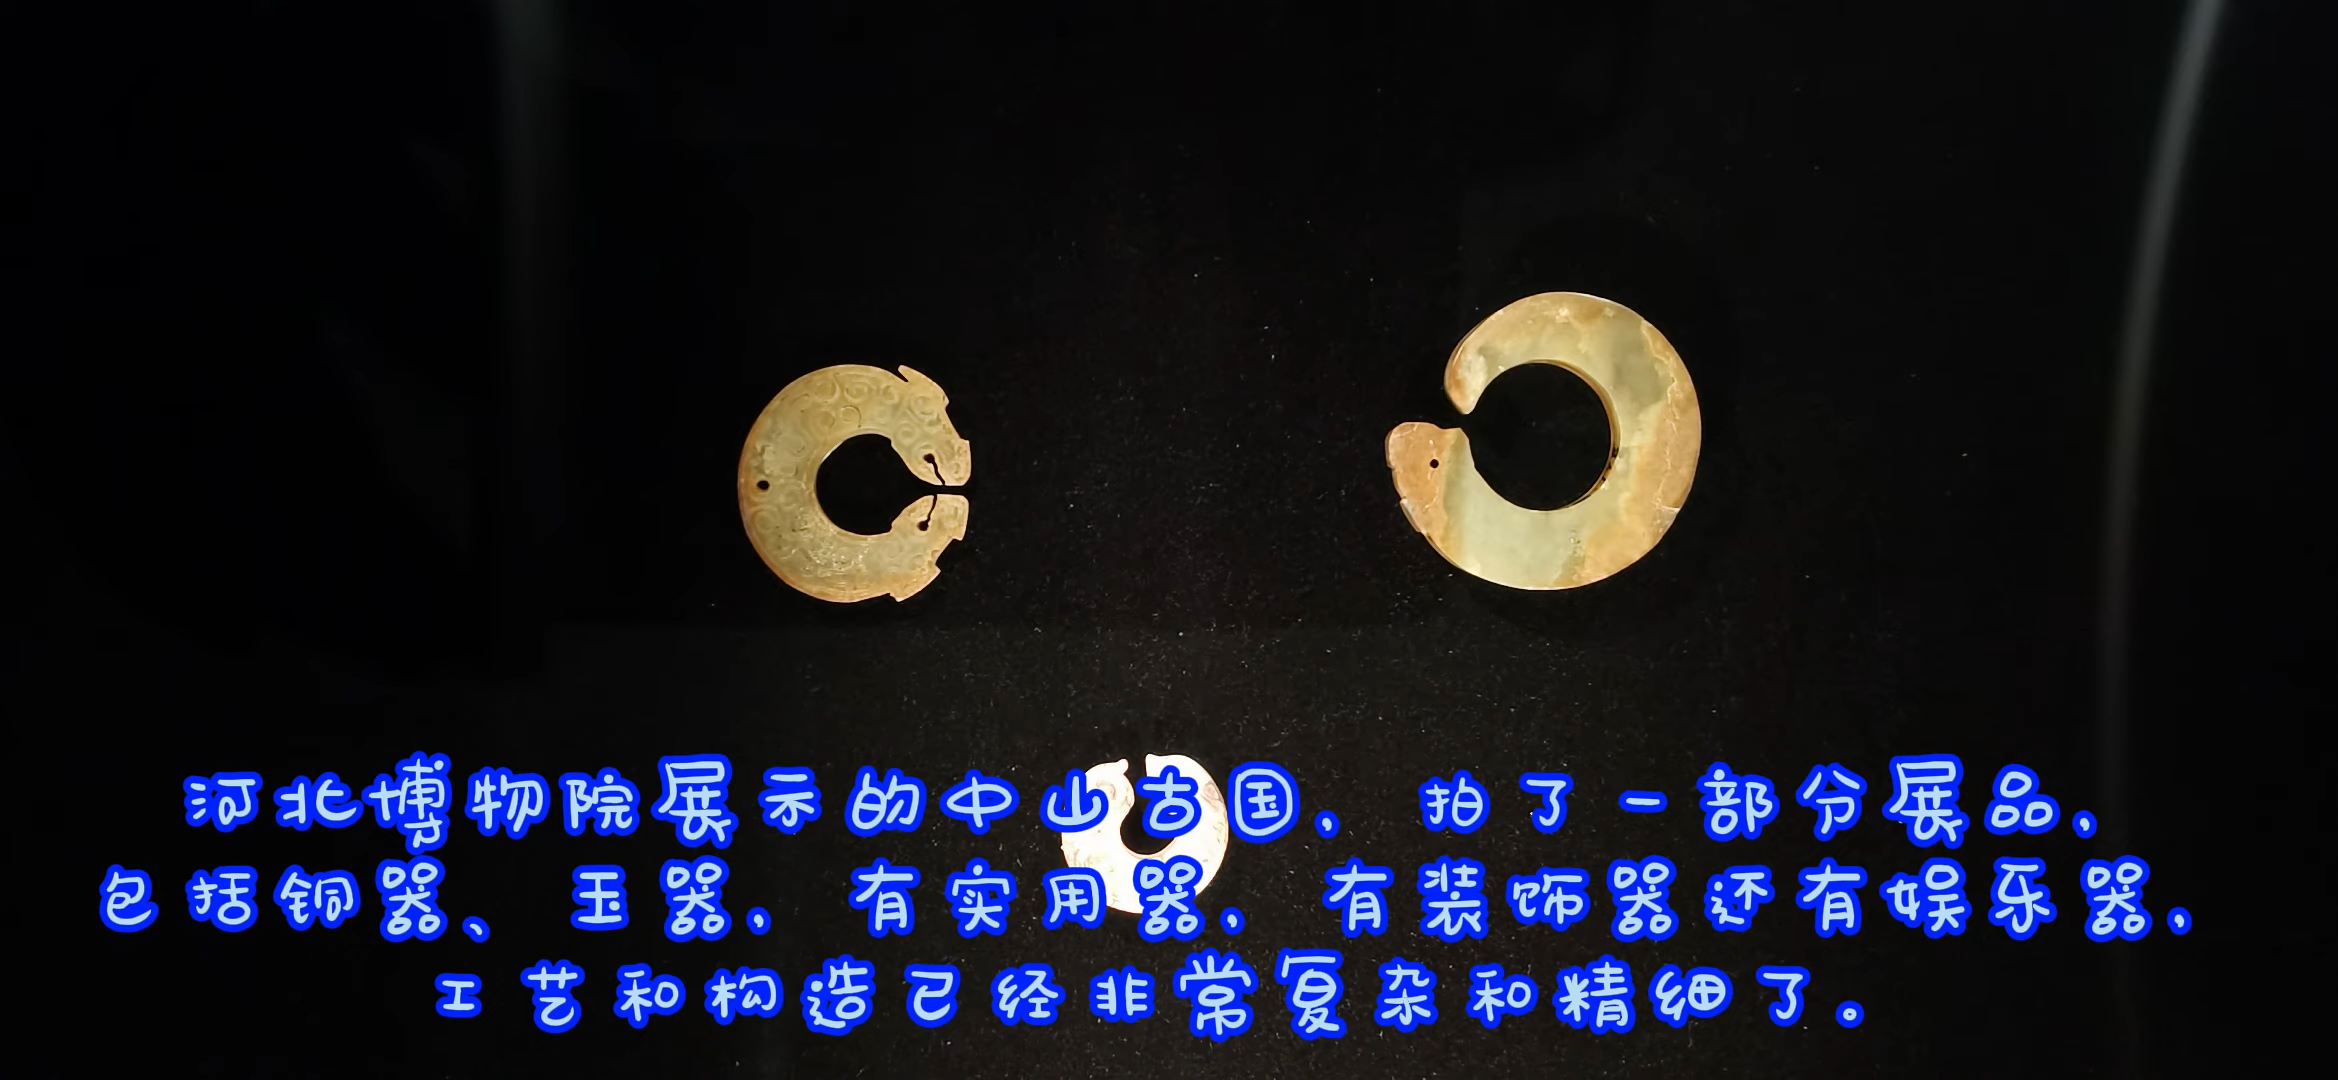 河北博物院展示的中山古国，拍了一部分展品，
包括铜器、玉器，有实用器，有装饰器还有娱乐器，
工艺和构造已经非常复杂和精细了。